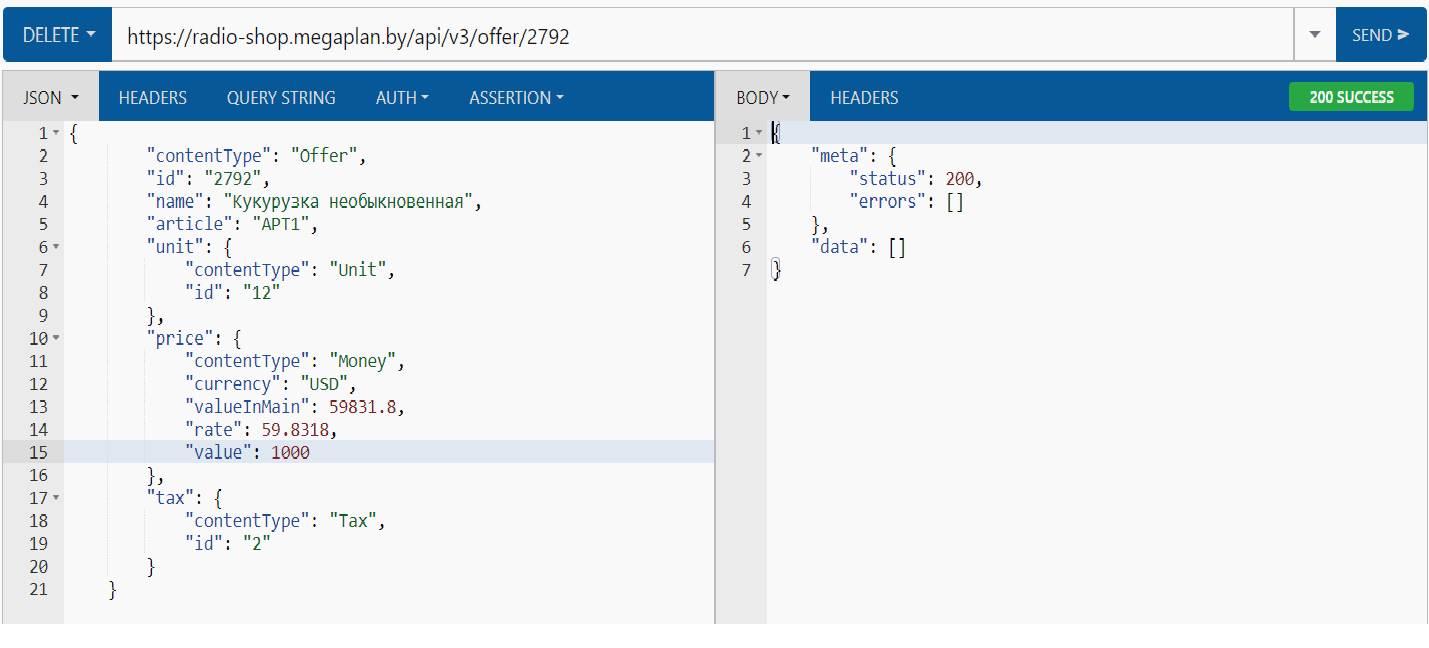 DELETE https://radio-shop.megaplan.by/api/v3/offer/2792 SEND
JSON HEADERS QUERY STRING AUTH ASSERTION
1 {
2 "contentType": "Offer",
3 "id": "2792",
4 "name": "Кукурузка необыкновенная",
5 "article": "АРТ1",
6 "unit": {
7 "contentType": "Unit",
8 "id": "12"
9 },
10 "price": {
11 "contentType": "Money",
12 "currency": "USD",
13 "valueInMain": 59831.8,
14 "rate": 59.8318,
15 "value": 1000
16 },
17 "tax": {
18 "contentType": "Tax",
19 "id": "2"
20 }
21 }
BODY HEADERS 200 SUCCESS
1 {
2 "meta": {
3 "status": 200,
4 "errors": []
5 },
6 "data": []
7 }